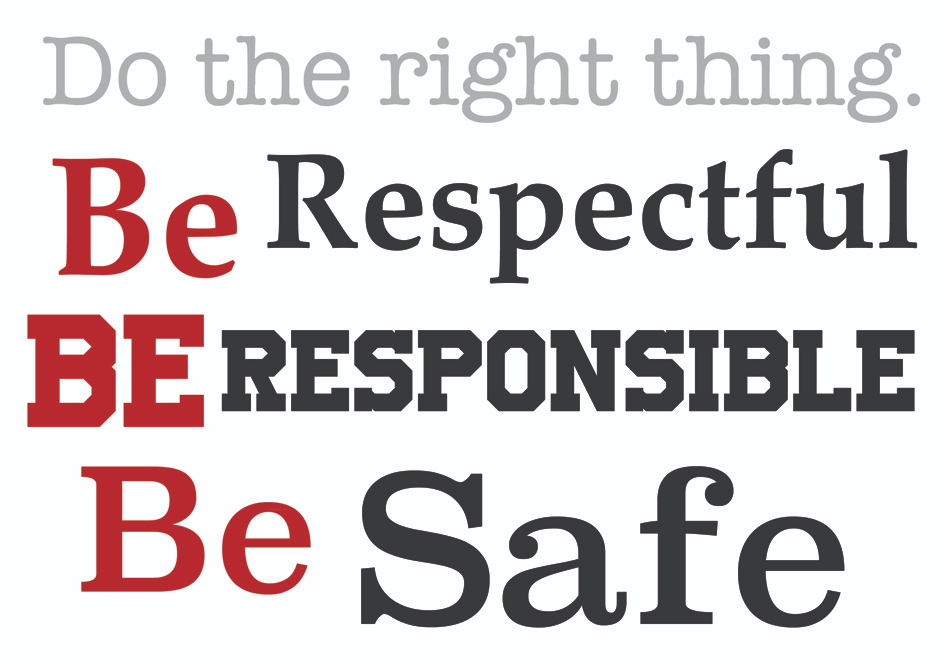 Do the right thing.
Be Respectful
BE RESPONSIBLE
Be Safe